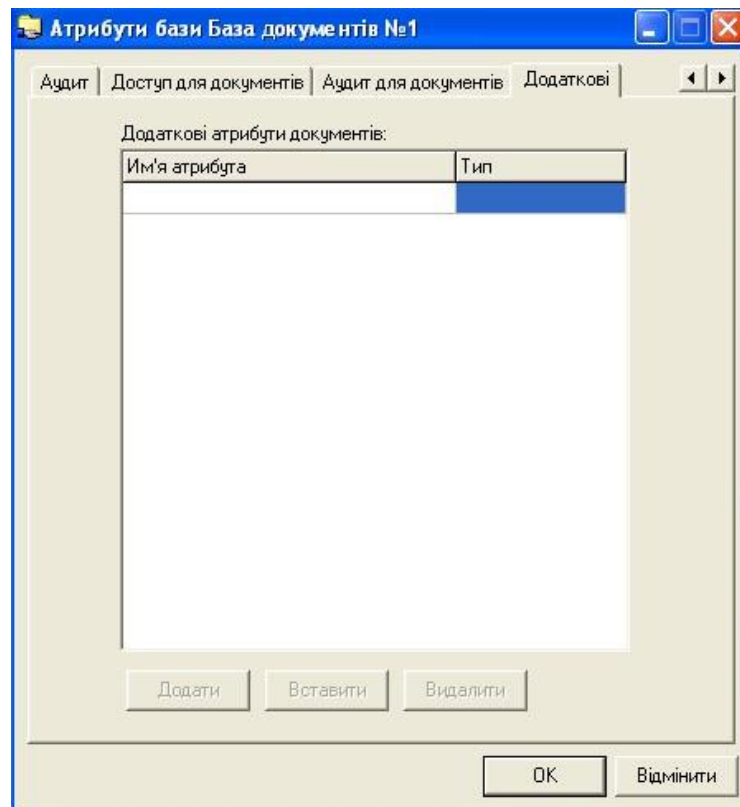 Атрибути бази База документів №1
Аудит Доступ для документів Аудит для документів Додаткові
Додаткові атрибути документів:
Им'я атрибута Тип
Додати Вставити Видалити
OK Відмінити